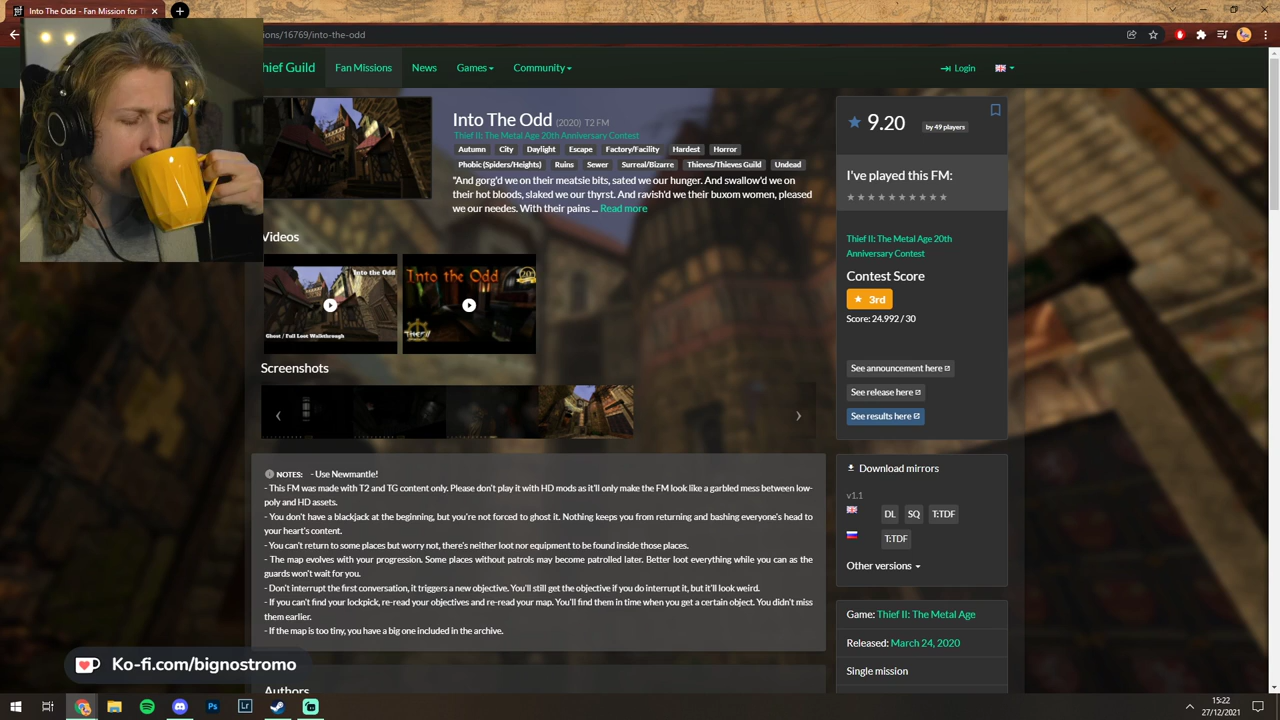 Into The Odd - Fan Mission for T
ons/16769/into-the-odd
hief Guild
Fan Missions
News
Games
Community
Login
Into The Odd (2020) T2 FM
Thief II: The Metal Age 20th Anniversary Contest
Autumn City Daylight Escape Factory/Facility Hardest Horror
Phobic (Spiders/Heights) Ruins Sewer Surreal/Bizarre Thieves/Thieves Guild Undead
"And gorg'd we on their meatsie bits, sated we our hunger. And swallow'd we on
their hot bloods, slaked we our thyrst. And ravish'd we their buxom women, pleased
we our needes. With their pains ... Read more
9.20 by 49 players
I've played this FM:
Thief II: The Metal Age 20th
Anniversary Contest
Contest Score
3rd
Score: 24.992 / 30
See announcement here
See release here
See results here
Videos
Into the Odd
Ghost / Full Loot Walkthrough
Into the Odd
Screenshots
NOTES: - Use Newmantle!
- This FM was made with T2 and TG content only. Please don't play it with HD mods as it'll only make the FM look like a garbled mess between low-
poly and HD assets.
- You don't have a blackjack at the beginning, but you're not forced to ghost it. Nothing keeps you from returning and bashing everyone's head to
your heart's content.
- You can't return to some places but worry not, there's neither loot nor equipment to be found inside those places.
- The map evolves with your progression. Some places without patrols may become patrolled later. Better loot everything while you can as the
guards won't wait for you.
- Don't interrupt the first conversation, it triggers a new objective. You'll still get the objective if you do interrupt it, but it'll look weird.
- If you can't find your lockpick, re-read your objectives and re-read your map. You'll find them in time when you get a certain object. You didn't miss
them earlier.
- If the map is too tiny, you have a big one included in the archive.
Download mirrors
v1.1
DL SQ T:TDF
T:TDF
Other versions
Game: Thief II: The Metal Age
Released: March 24, 2020
Single mission
Authors
Ko-fi.com/bignostromo
Ps
Lr
15:22
27/12/2021